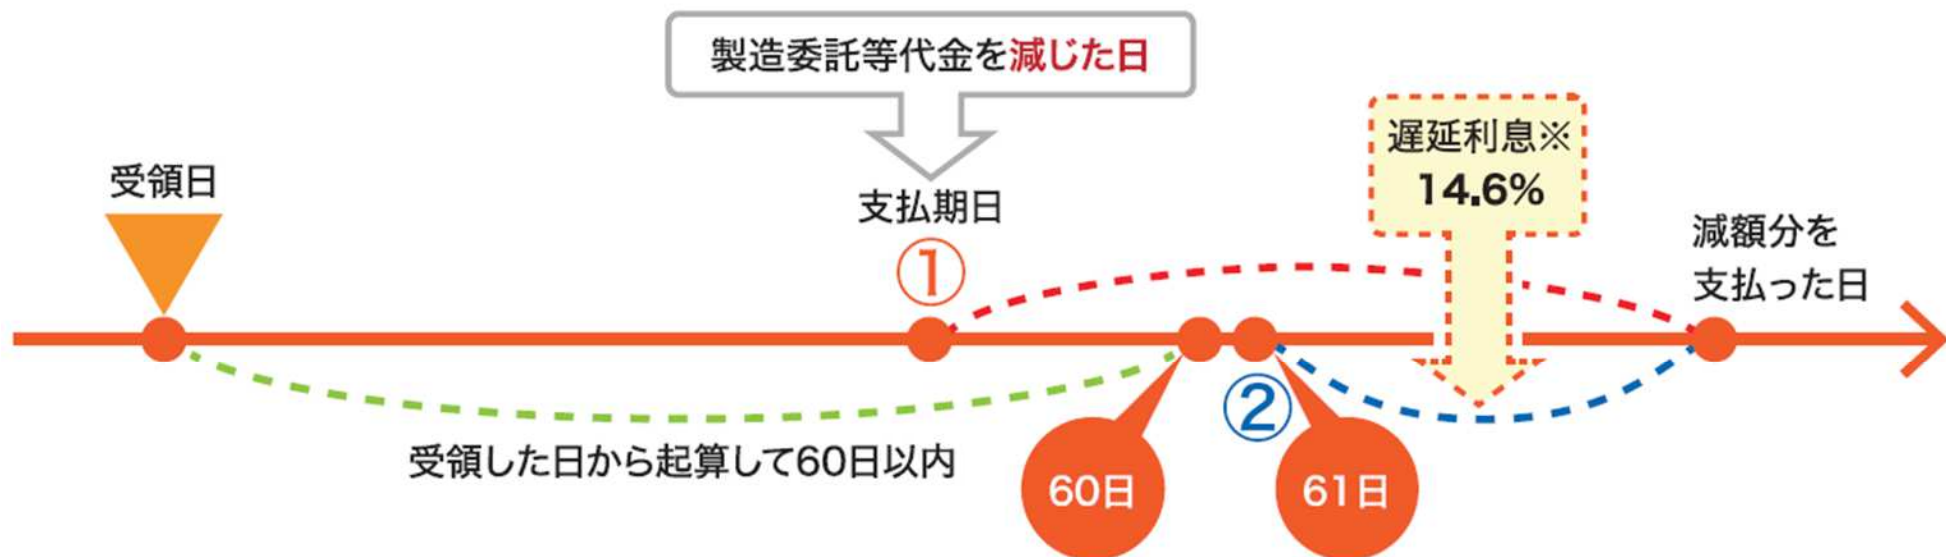 製造委託等代金を減じた日
受領日
支払期日
①
遅延利息※
14.6%
減額分を
支払った日
②
受領した日から起算して60日以内
60日
61日